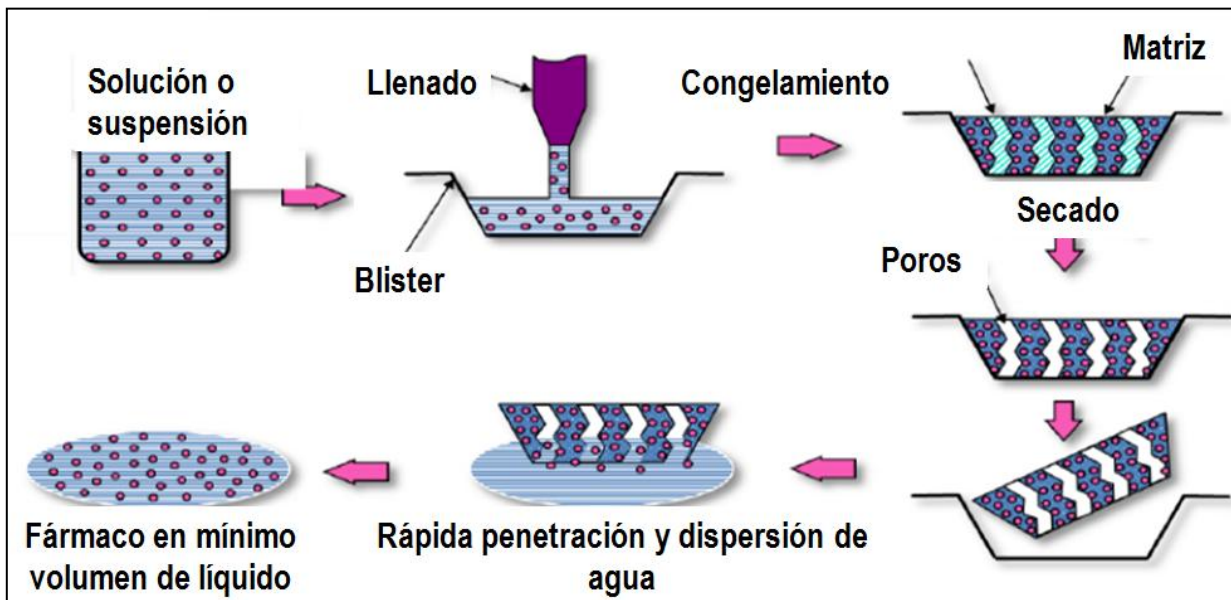 Solución o
suspensión
Llenado
Blister
Congelamiento
Matriz
Secado
Poros
Rápida penetración y dispersión de
agua
Fármaco en mínimo
volumen de líquido